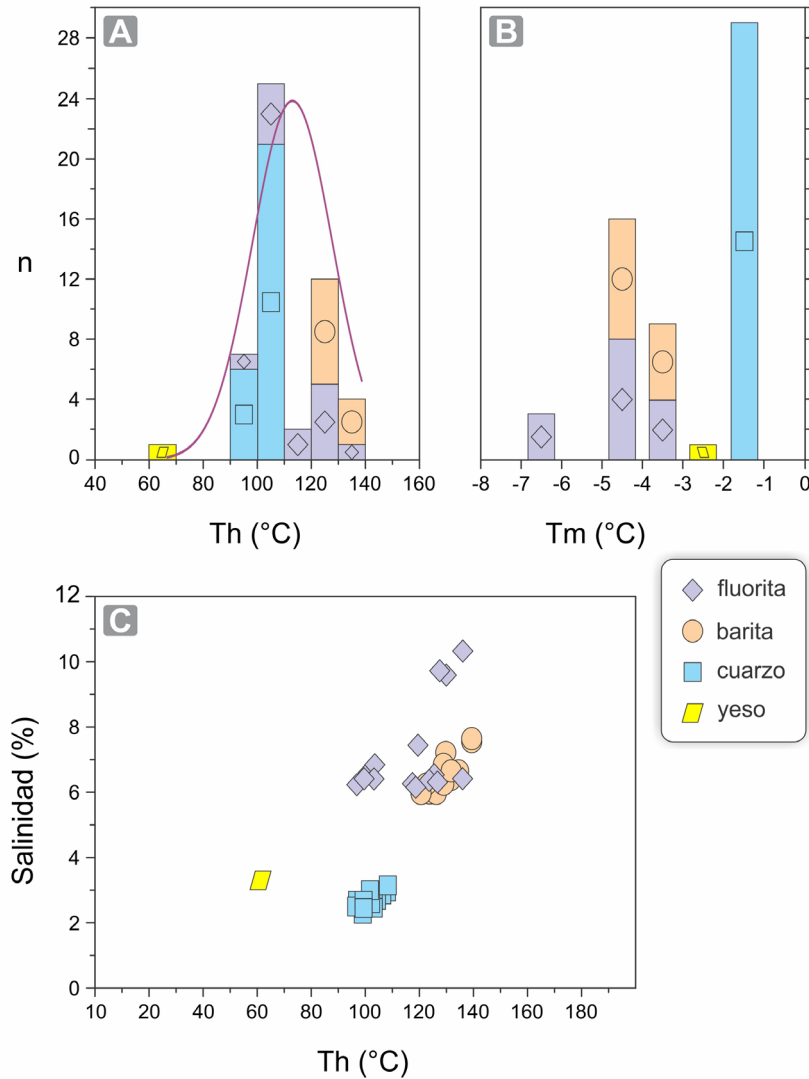 A
28
24
20
16
12
8
4
0
n
40 60 80 100 120 140 160
Th (°C)
B
-8 -7 -6 -5 -4 -3 -2 -1 0
Tm (°C)
fluorita
barita
cuarzo
yeso
C
12
10
8
6
4
2
0
Salinidad (%)
10 20 60 80 100 120 140 160 180
Th (°C)